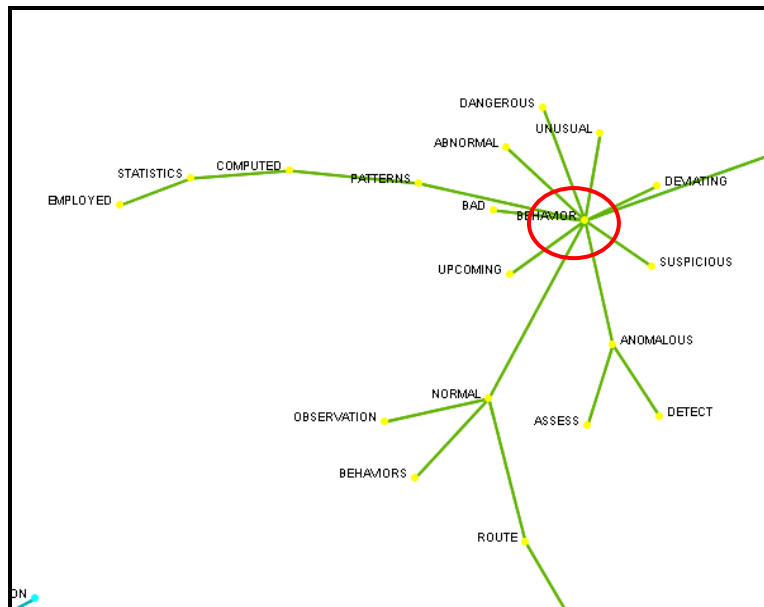 DANGEROUS
UNUSUAL
ABNORMAL
STATISTICS
COMPUTED
PATTERNS
DEVIATING
EMPLOYED
BAD
BEHAVIOR
UPCOMING
SUSPICIOUS
ANOMALOUS
NORMAL
OBSERVATION
ASSESS
DETECT
BEHAVIORS
ROUTE
ON